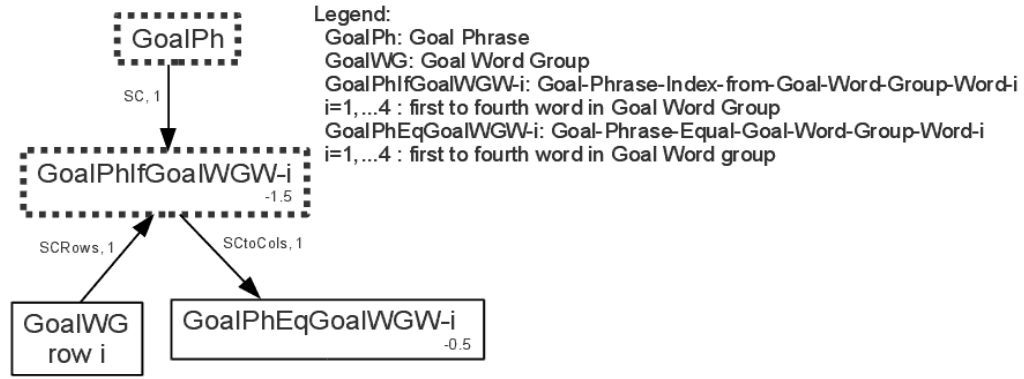 GoalPh
SC, 1
GoalPhIfGoalWGW-i
-1.5
SCRows, 1
SCtoCols, 1
GoalWG
row i
GoalPhEqGoalWGW-i
-0.5
Legend:
GoalPh: Goal Phrase
GoalWG: Goal Word Group
GoalPhIfGoalWGW-i: Goal-Phrase-Index-from-Goal-Word-Group-Word-i
i=1,...4 : first to fourth word in Goal Word Group
GoalPhEqGoalWGW-i: Goal-Phrase-Equal-Goal-Word-Group-Word-i
i=1,...4 : first to fourth word in Goal Word group